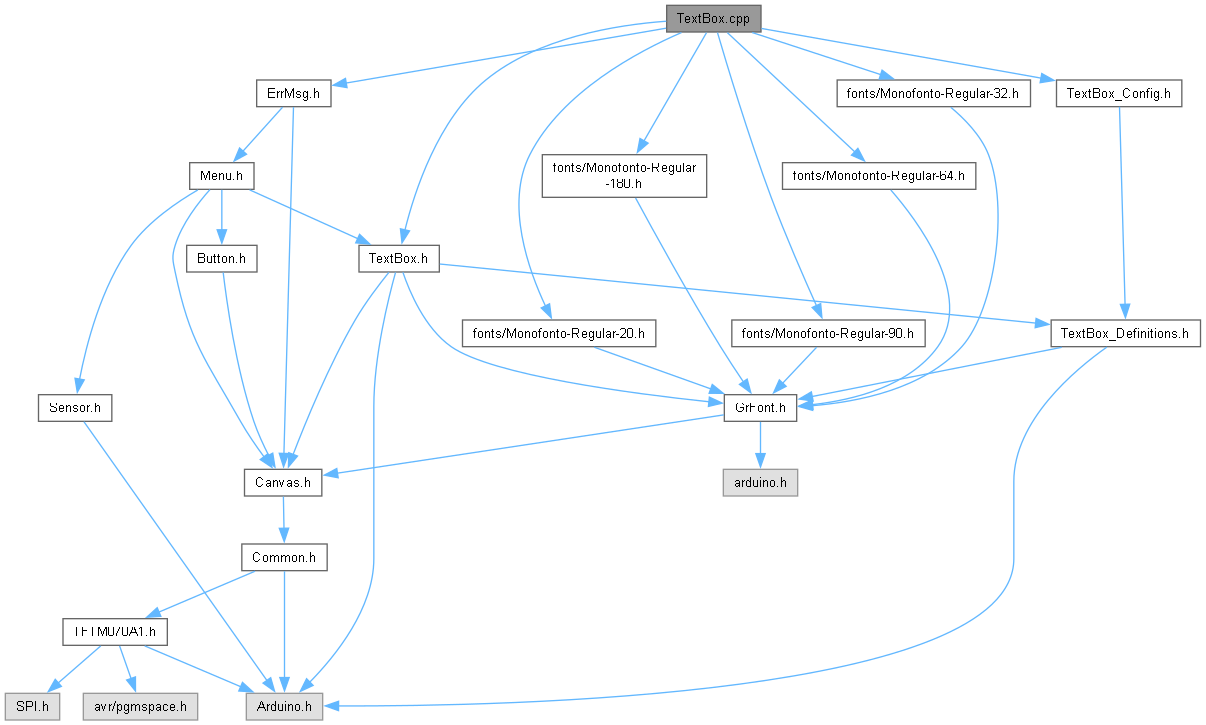 TextBox.cpp
ErrMsg.h
fonts/Monofonto-Regular-32.h
TextBox_Config.h
Menu.h
fonts/Monofonto-Regular
-180.h
fonts/Monofonto-Regular-64.h
Button.h
TextBox.h
fonts/Monofonto-Regular-20.h
fonts/Monofonto-Regular-90.h
TextBox_Definitions.h
Sensor.h
GrFont.h
Canvas.h
arduino.h
Common.h
SPI.h
avr/pgmspace.h
Arduino.h